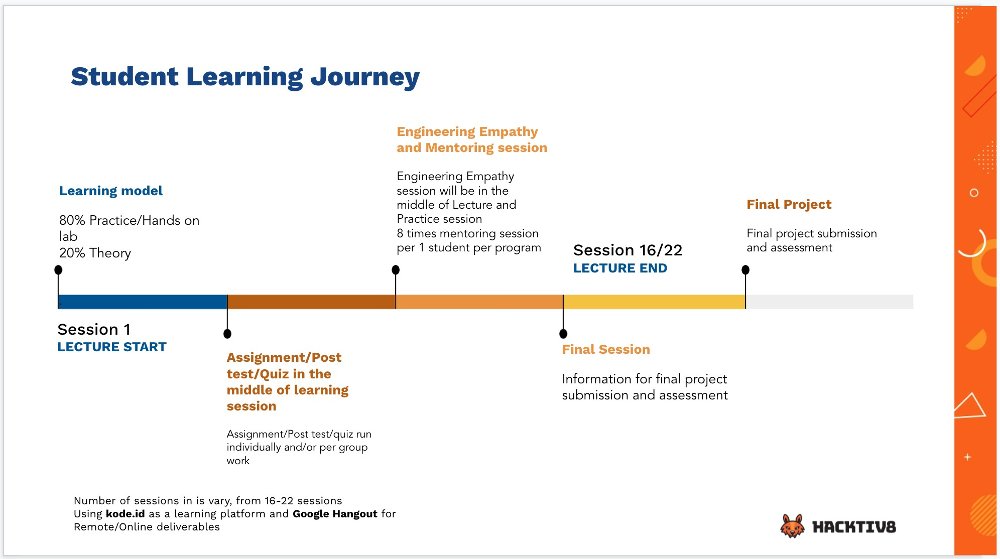 Student Learning Journey
Learning model
80% Practice/Hands on
lab
20% Theory
Session 1
LECTURE START
Assignment/Post
test/Quiz in the
middle of learning
session
Assignment/Post test/quiz run
individually and/or per group
work
Engineering Empathy
and Mentoring session
Engineering Empathy
session will be in the
middle of Lecture and
Practice session
8 times mentoring session
per 1 student per program
Session 16/22
LECTURE END
Final Session
Information for final project
submission and assessment
Final Project
Final project submission
and assessment
Number of sessions in is vary, from 16-22 sessions
Using kode.id as a learning platform and Google Hangout for
Remote/Online deliverables
HACKTIV8